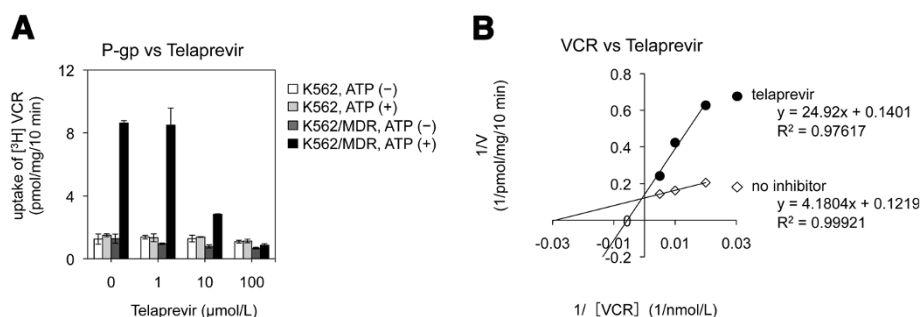 A
P-gp vs Telaprevir
uptake of [³H] VCR
(pmol/mg/10 min)
12
8
4
0
0
1
10
100
Telaprevir (μmol/L)
K562, ATP (−)
K562, ATP (+)
K562/MDR, ATP (−)
K562/MDR, ATP (+)
B
VCR vs Telaprevir
1/V
(1/pmol/mg/10 min)
0.8
0.6
0.4
0.2
0
-0.2
-0.03
-0.01
0.01
0.03
1/ [VCR] (1/nmol/L)
telaprevir
y = 24.92x + 0.1401
R² = 0.97617
no inhibitor
y = 4.1804x + 0.1219
R² = 0.99921